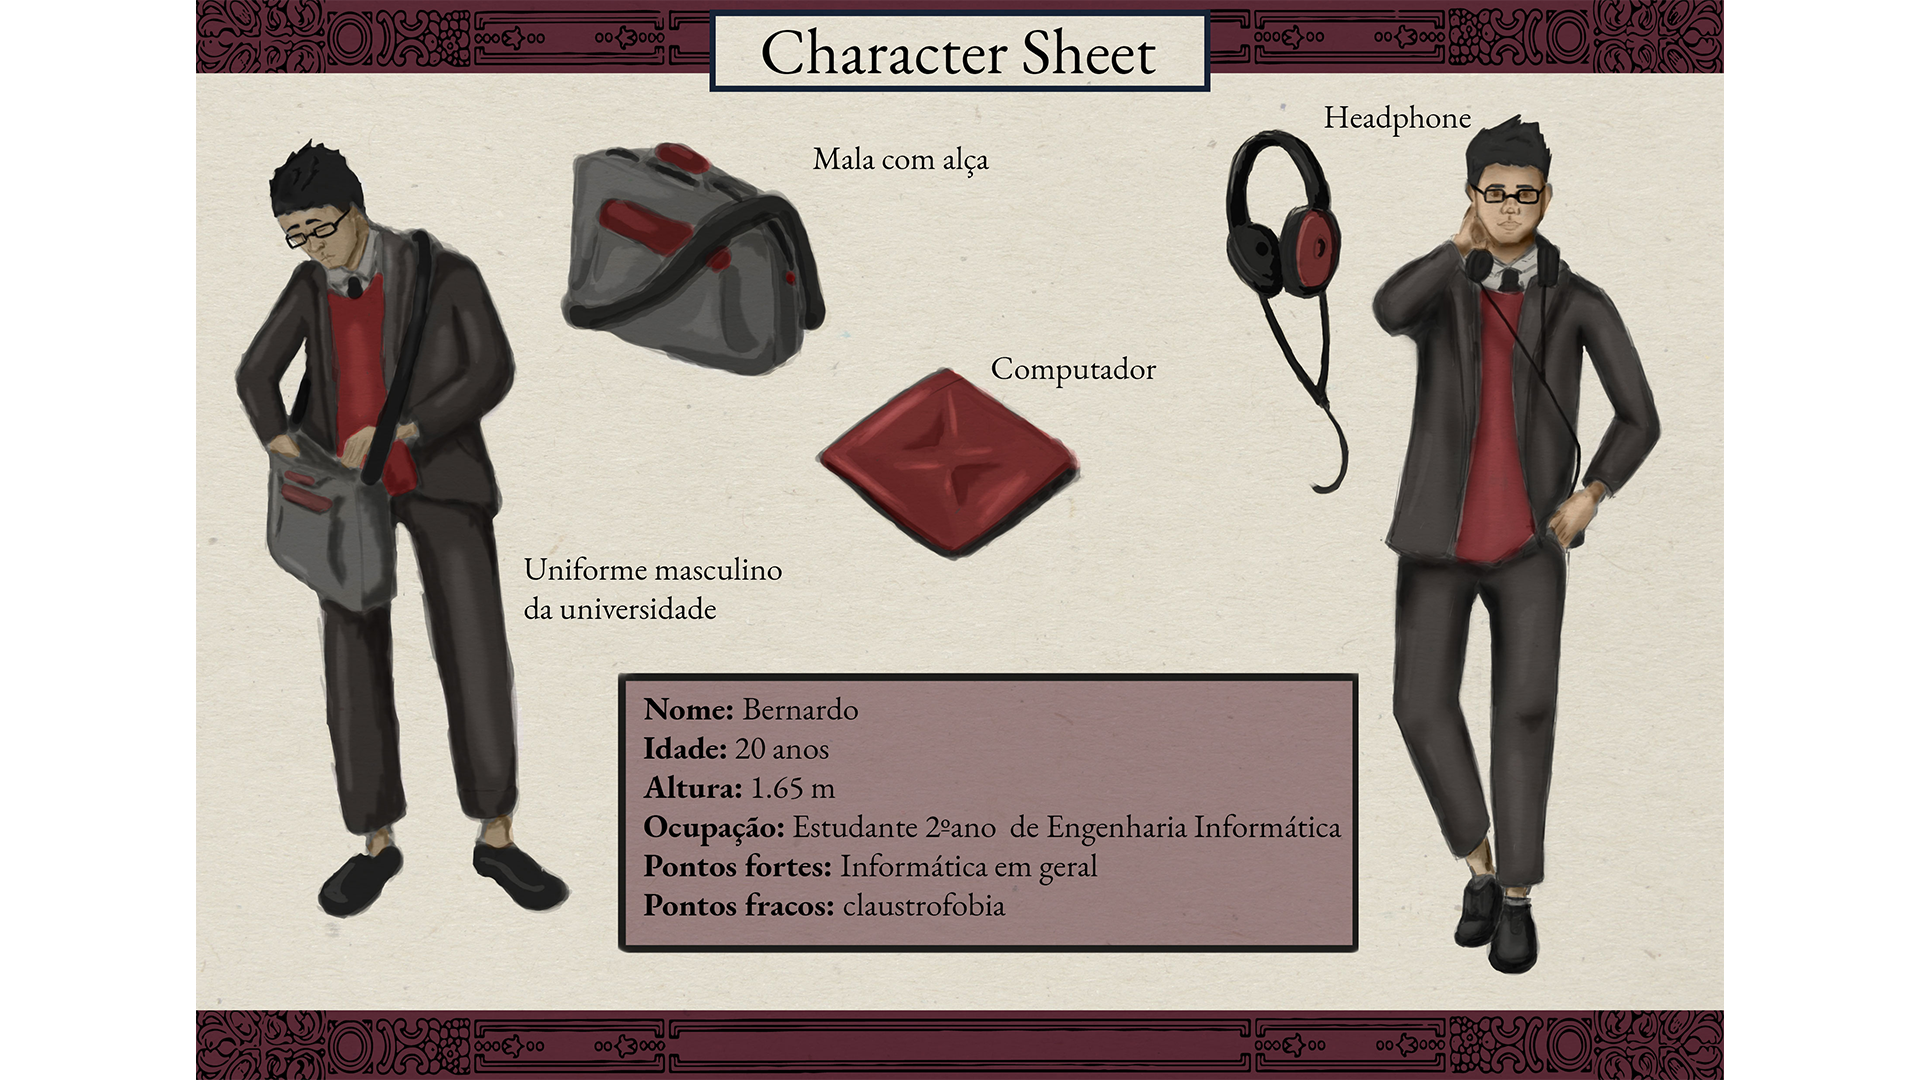 Character Sheet
Headphone
Mala com alça
Computador
Uniforme masculino
da universidade
Nome: Bernardo
Idade: 20 anos
Altura: 1.65 m
Ocupação: Estudante 2ºano de Engenharia Informática
Pontos fortes: Informática em geral
Pontos fracos: claustrofobia